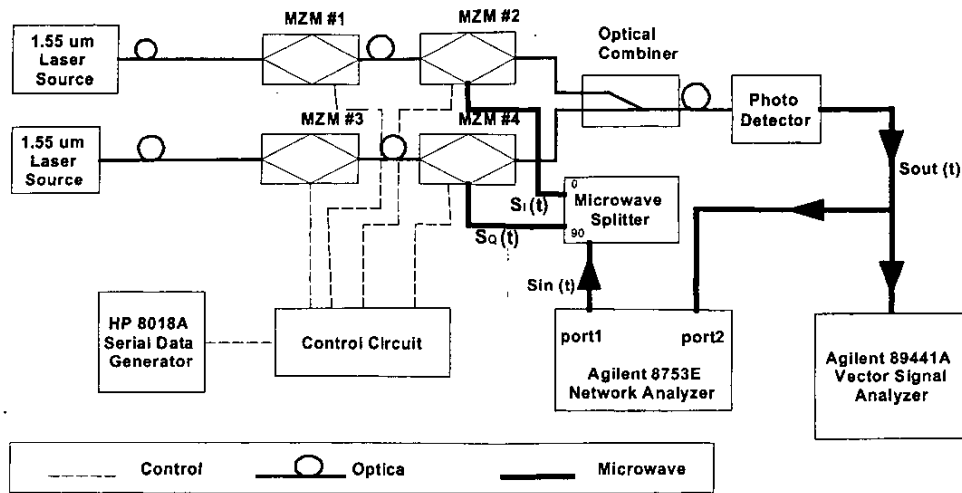 MZM #1
MZM #2
Optical
Combiner
1.55 um
Laser
Source
Photo
Detector
MZM #3
MZM #4
1.55 um
Laser
Source
Sout (t)
SI(t)
0
Microwave
Splitter
90
SQ(t)
Sin (t)
HP 8018A
Serial Data
Generator
Control Circuit
port1
port2
Agilent 8753E
Network Analyzer
Agilent 89441A
Vector Signal
Analyzer
Control
Optica
Microwave